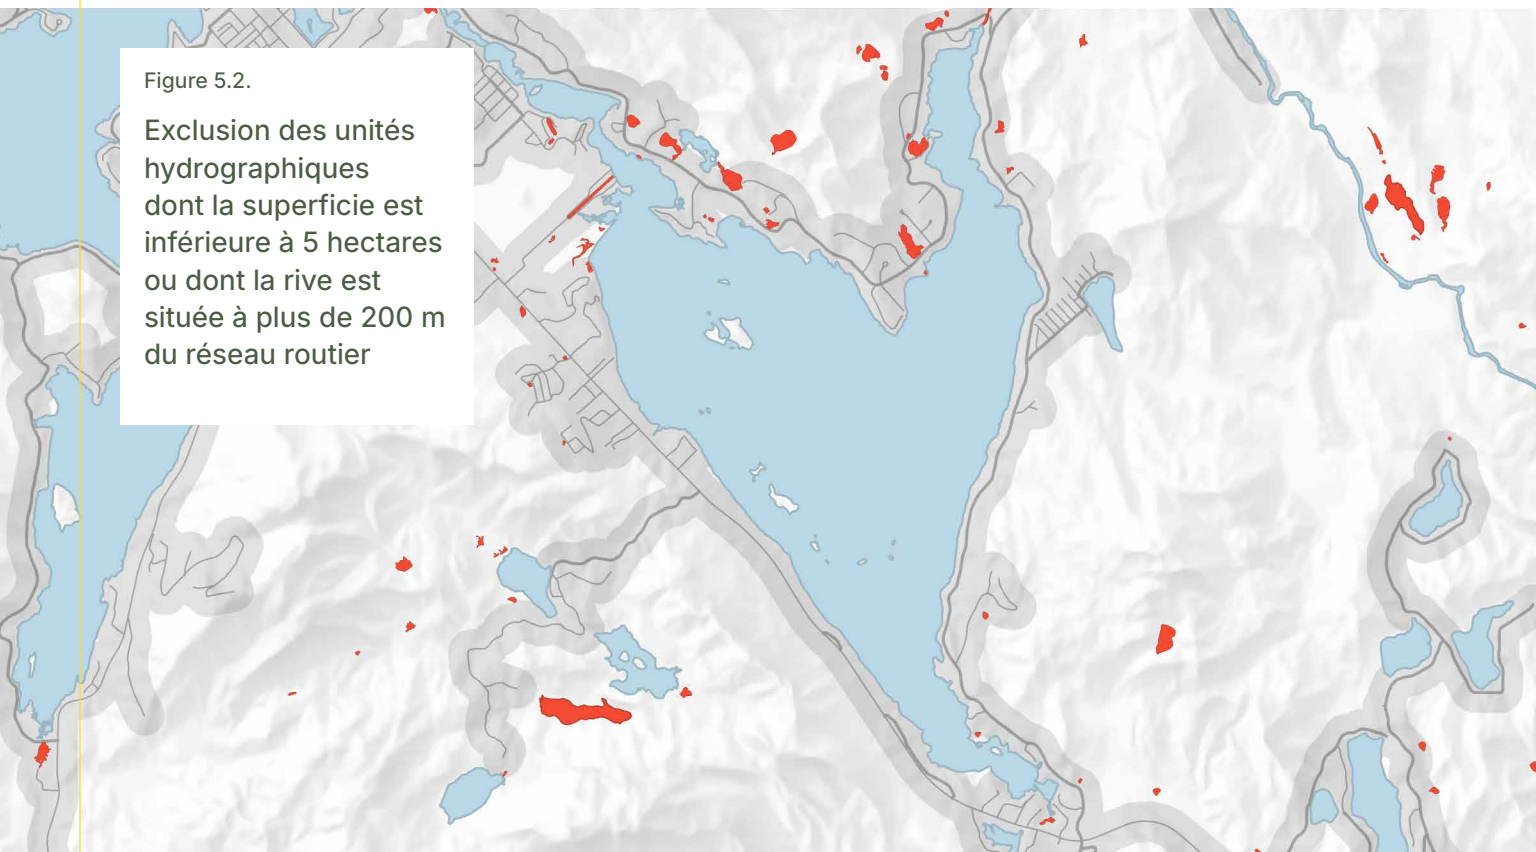 Figure 5.2.
Exclusion des unités
hydrographiques
dont la superficie est
inférieure à 5 hectares
ou dont la rive est
située à plus de 200 m
du réseau routier